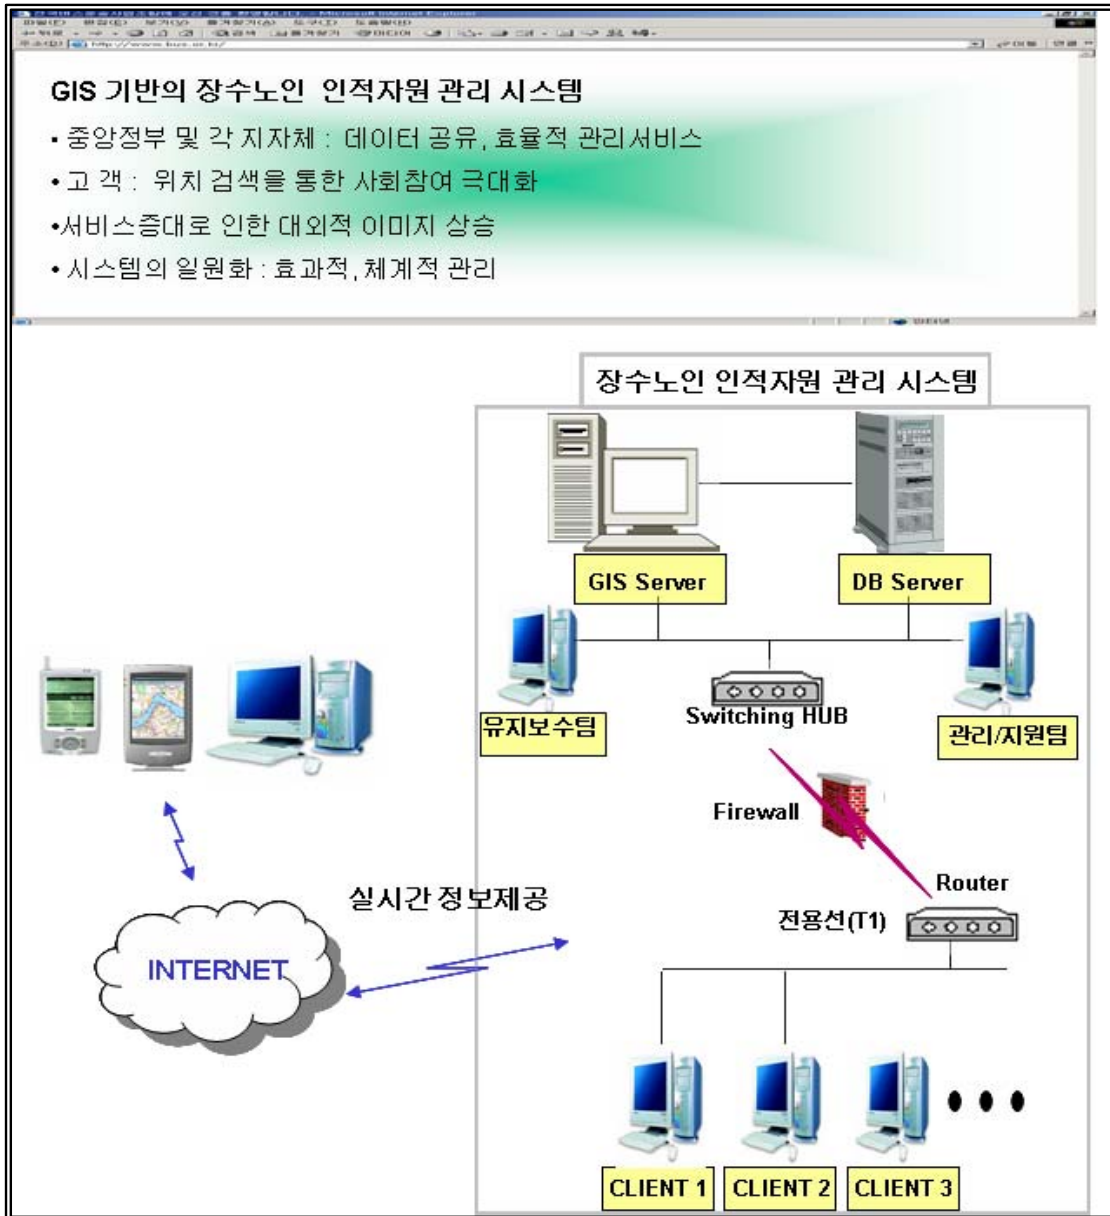 http://www.bus.or.kr/
GIS 기반의 장수노인 인적자원 관리 시스템
▪ 중앙정부 및 각 지자체 : 데이터 공유, 효율적 관리서비스
• 고 객 : 위치 검색을 통한 사회참여 극대화
•서비스증대로 인한 대외적 이미지 상승
• 시스템의 일원화 : 효과적, 체계적 관리
장수노인 인적자원 관리 시스템
GIS Server
DB Server
유지보수팀
Switching HUB
관리/지원팀
Firewall
Router
실시간 정보제공
전용선(T1)
INTERNET
CLIENT 1
CLIENT 2
CLIENT 3